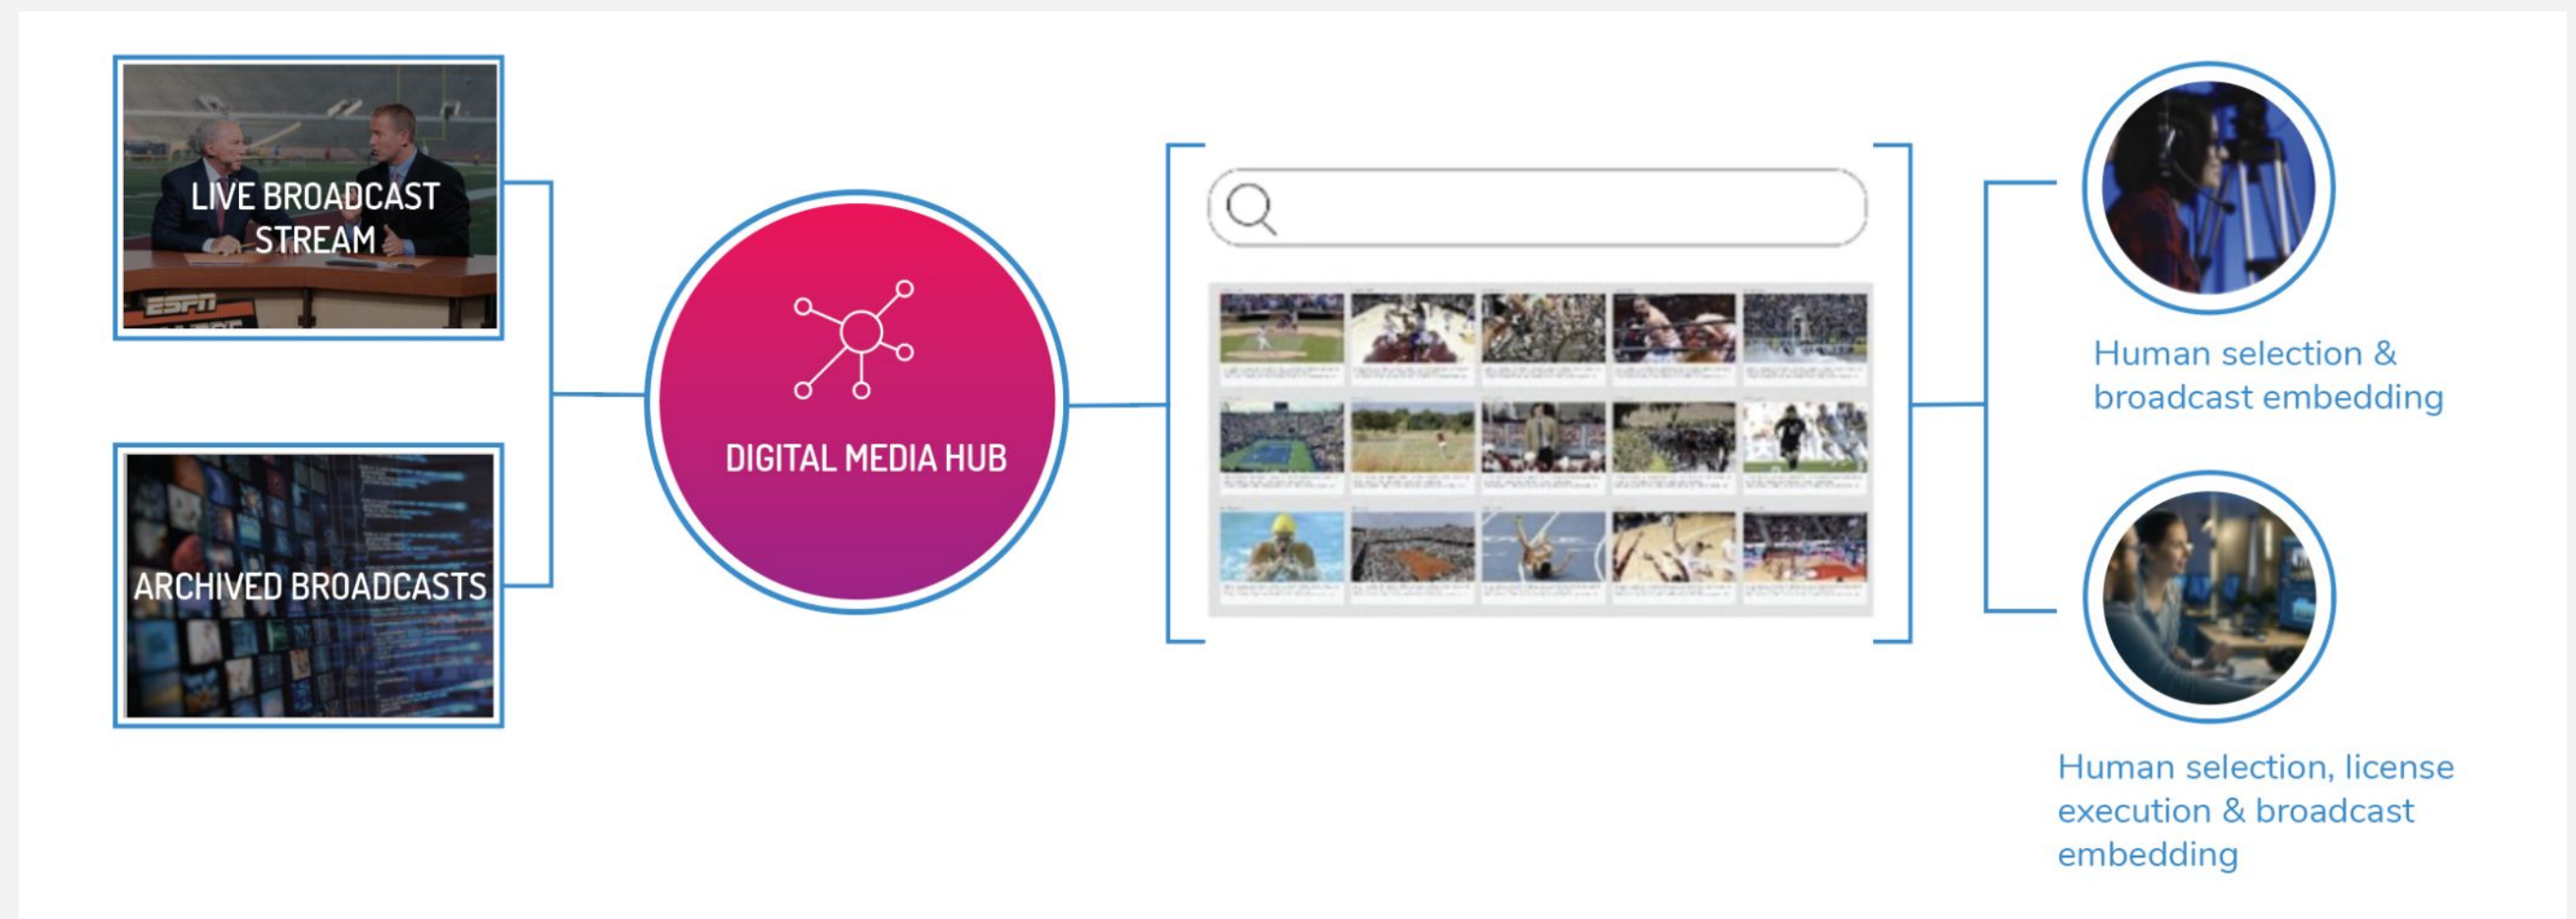 LIVE BROADCAST
STREAM
ESPN
ARCHIVED BROADCASTS
DIGITAL MEDIA HUB
Human selection &
broadcast embedding
Human selection, license
execution & broadcast
embedding